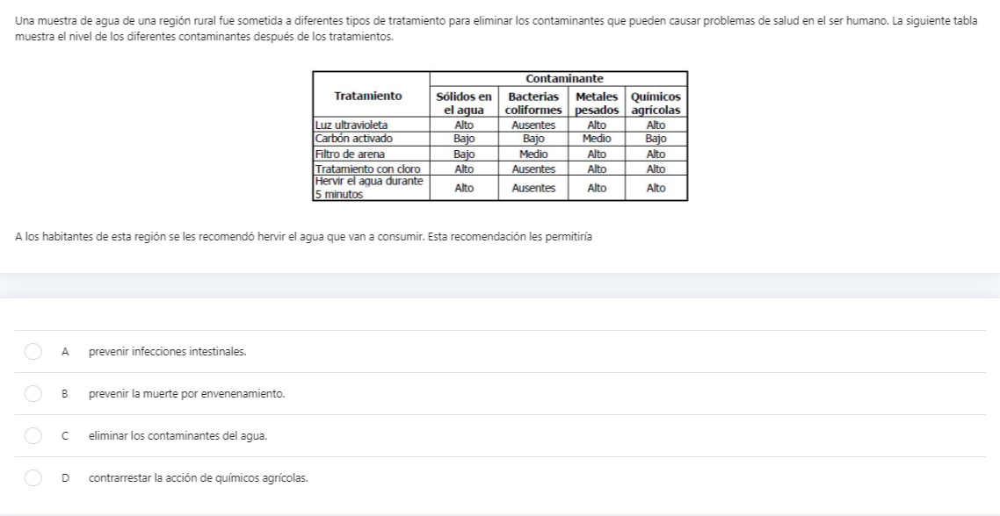 Una muestra de agua de una región rural fue sometida a diferentes tipos de tratamiento para eliminar los contaminantes que pueden causar problemas de salud en el ser humano. La siguiente tabla
muestra el nivel de los diferentes contaminantes después de los tratamientos.
Contaminante
Tratamiento Sólidos en el agua Bacterias coliformes Metales pesados Químicos agrícolas
Luz ultravioleta Alto Ausentes Alto Alto
Carbón activado Bajo Bajo Medio Bajo
Filtro de arena Bajo Medio Alto Alto
Tratamiento con cloro Alto Ausentes Alto Alto
Hervir el agua durante 5 minutos Alto Ausentes Alto Alto
A los habitantes de esta región se les recomendó hervir el agua que van a consumir. Esta recomendación les permitiría
A prevenir infecciones intestinales.
B prevenir la muerte por envenenamiento.
C eliminar los contaminantes del agua.
D contrarrestar la acción de químicos agrícolas.